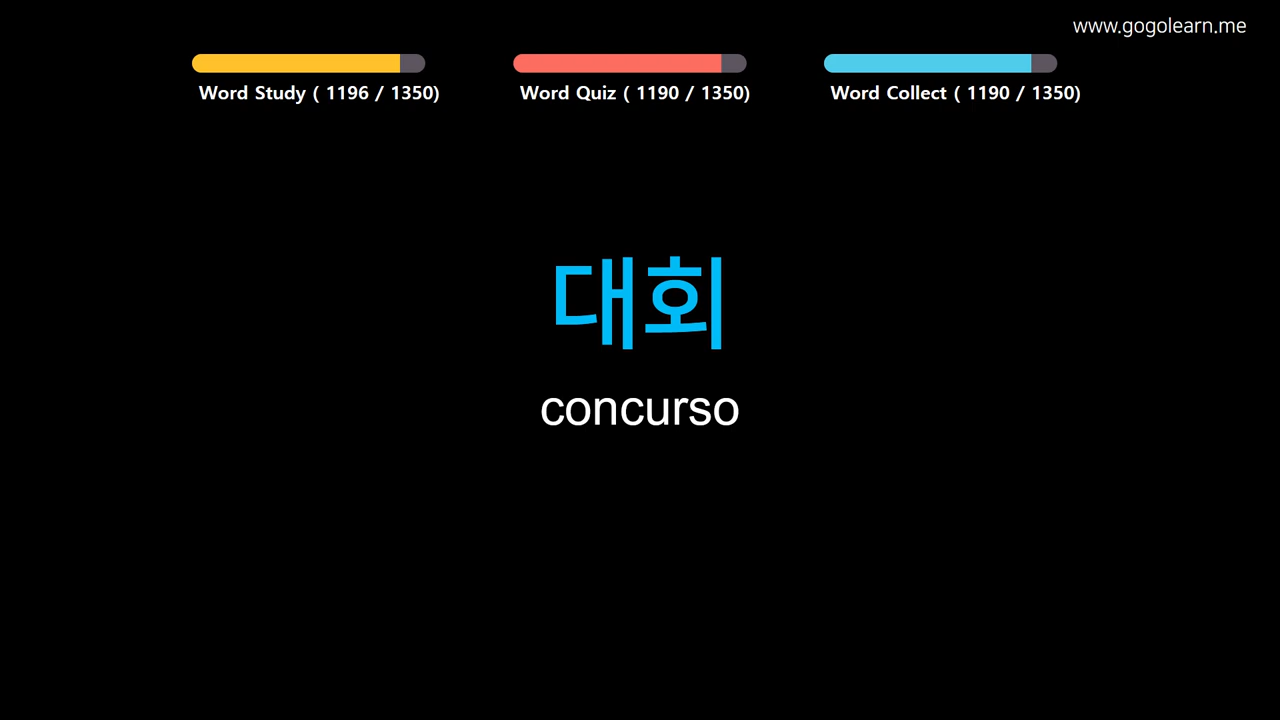 www.gogolearn.me
Word Study ( 1196 / 1350)
Word Quiz ( 1190 / 1350)
Word Collect ( 1190 / 1350)
대회
concurso